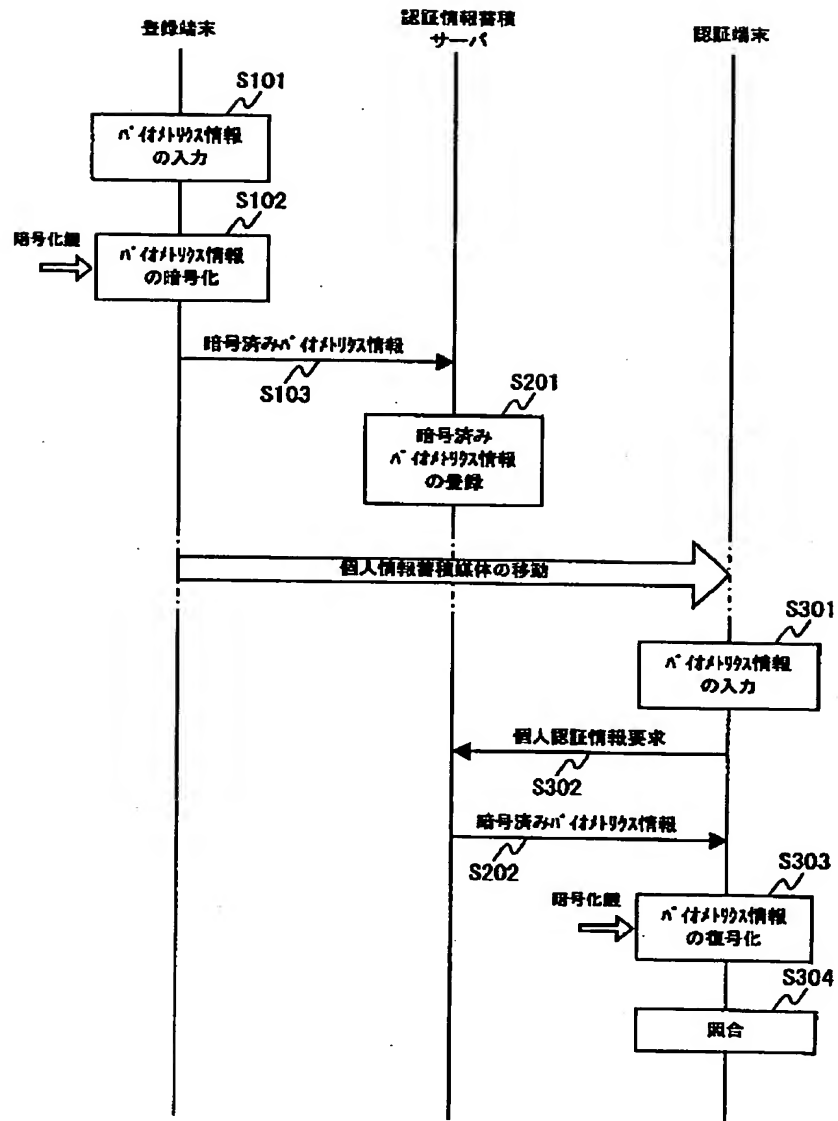 登録端末
認証情報蓄積
サーバ
認証端末
S101
ﾊﾞｲｵﾒﾄﾘｸｽ情報
の入力
S102
暗号化鍵
ﾊﾞｲｵﾒﾄﾘｸｽ情報
の暗号化
暗号済みﾊﾞｲｵﾒﾄﾘｸｽ情報
S103
S201
暗号済み
ﾊﾞｲｵﾒﾄﾘｸｽ情報
の登録
個人情報蓄積媒体の移動
S301
ﾊﾞｲｵﾒﾄﾘｸｽ情報
の入力
個人認証情報要求
S302
暗号済みﾊﾞｲｵﾒﾄﾘｸｽ情報
S202
S303
暗号化鍵
ﾊﾞｲｵﾒﾄﾘｸｽ情報
の復号化
S304
照合